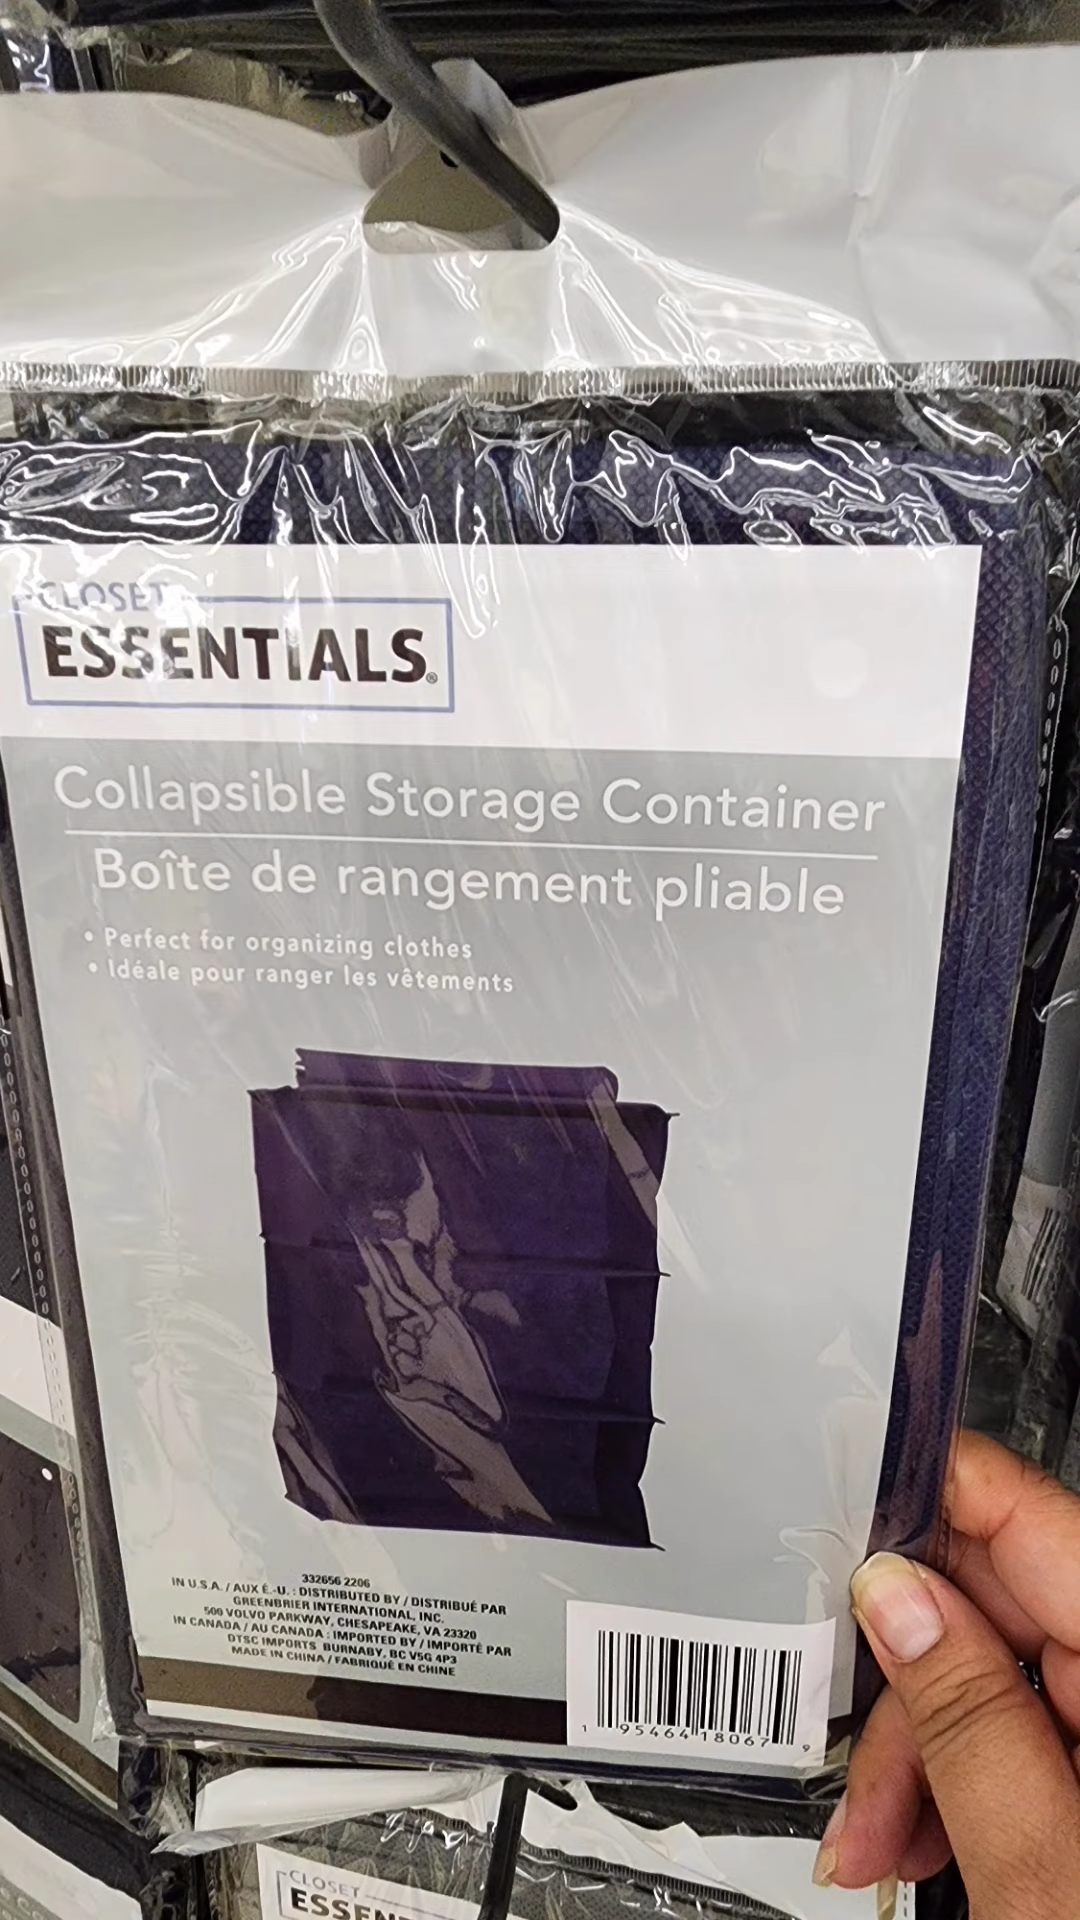 CLOSET
ESSENTIALS®
Collapsible Storage Container
Boîte de rangement pliable
• Perfect for organizing clothes
• Idéale pour ranger les vêtements
332656 2206
IN U.S.A. / AUX É.-U. : DISTRIBUTED BY / DISTRIBUÉ PAR
GREENBRIER INTERNATIONAL, INC.
500 VOLVO PARKWAY, CHESAPEAKE, VA 23320
IN CANADA / AU CANADA : IMPORTED BY / IMPORTÉ PAR
DTSC IMPORTS BURNABY, BC V5G 4P3
MADE IN CHINA / FABRIQUÉ EN CHINE
1 95464 18067 9
CLOSET